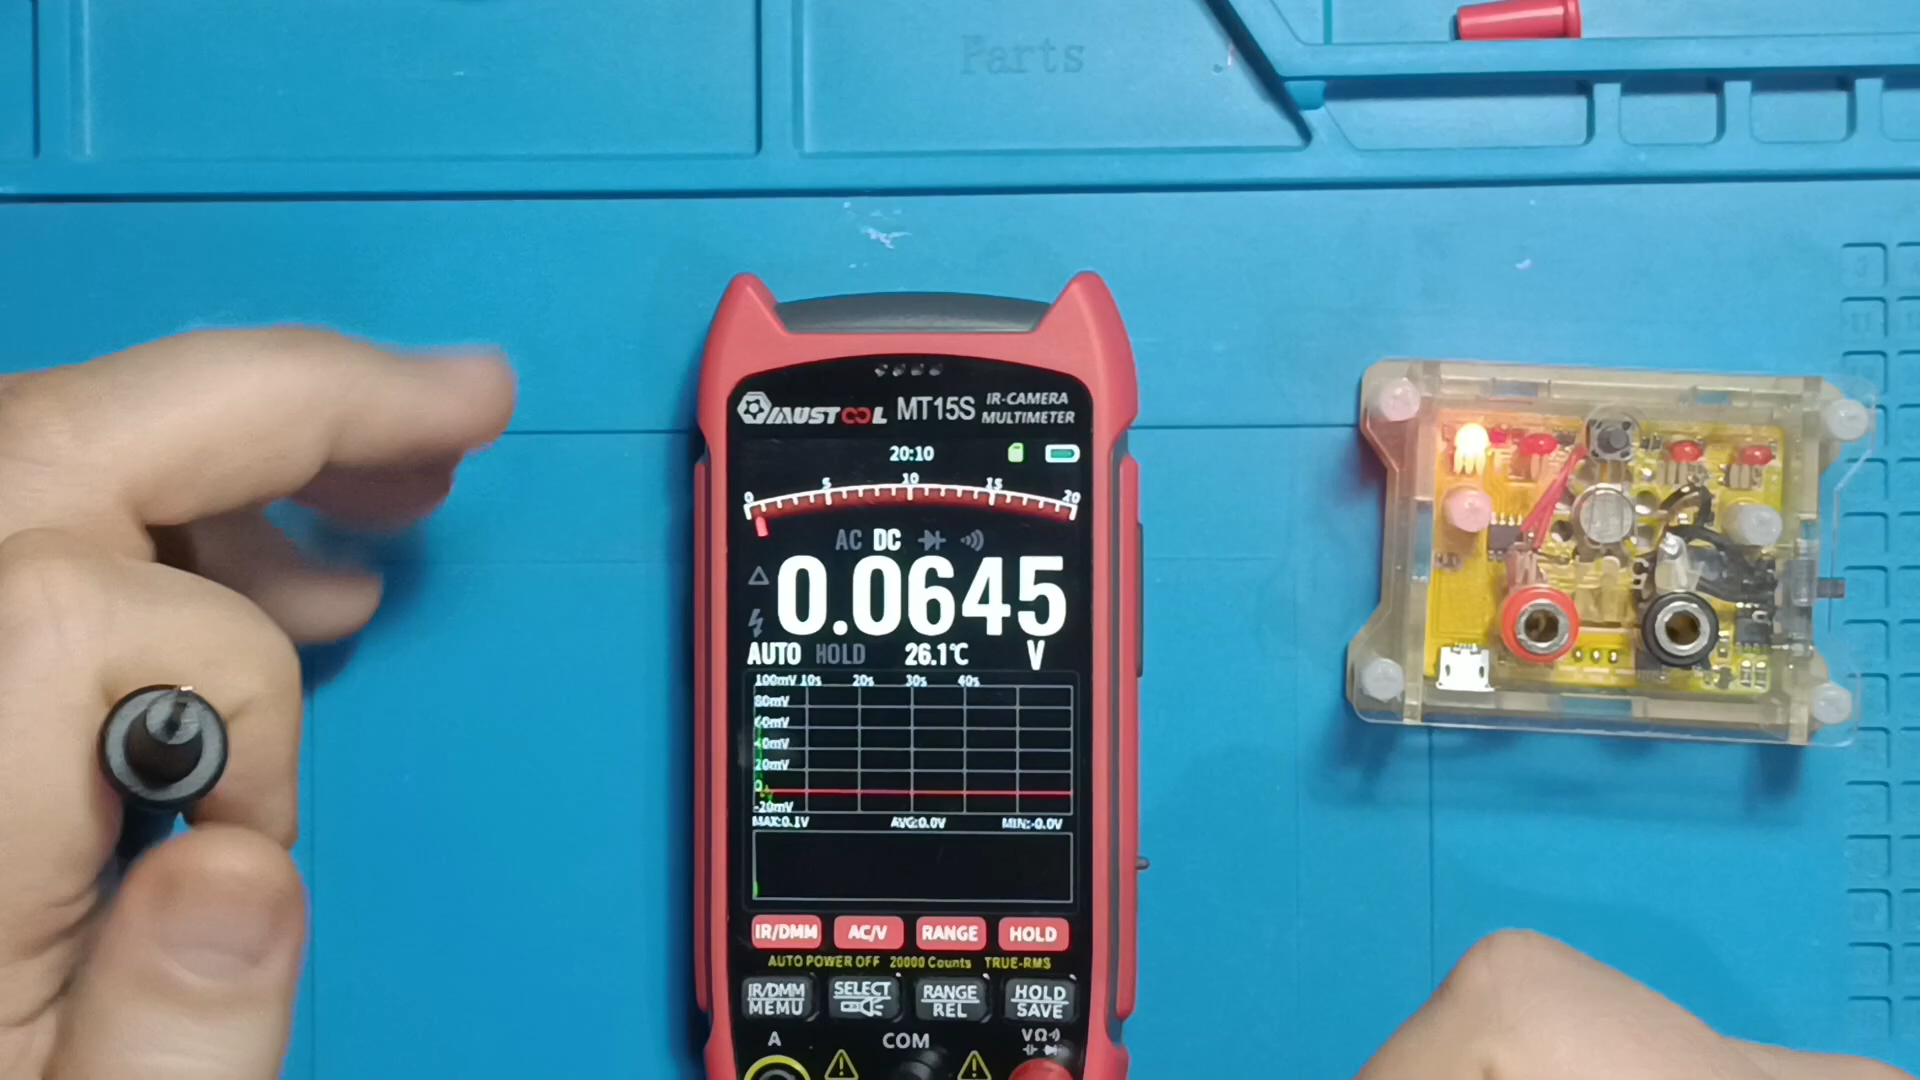 Parts
MUSTOOL MT15S IR-CAMERA
MULTIMETER
20:10
0 5 10 15 20
AC DC
0.0645
AUTO HOLD 26.1℃ V
100mV 10s 20s 30s 40s
80mV
60mV
40mV
20mV
0
-20mV
MAX:0.1V AVG:0.0V MIN:-0.0V
IR/DMM AC/V RANGE HOLD
AUTO POWER OFF 20000 Counts TRUE-RMS
IR/DMM SELECT RANGE HOLD
MENU REL SAVE
A COM VΩ